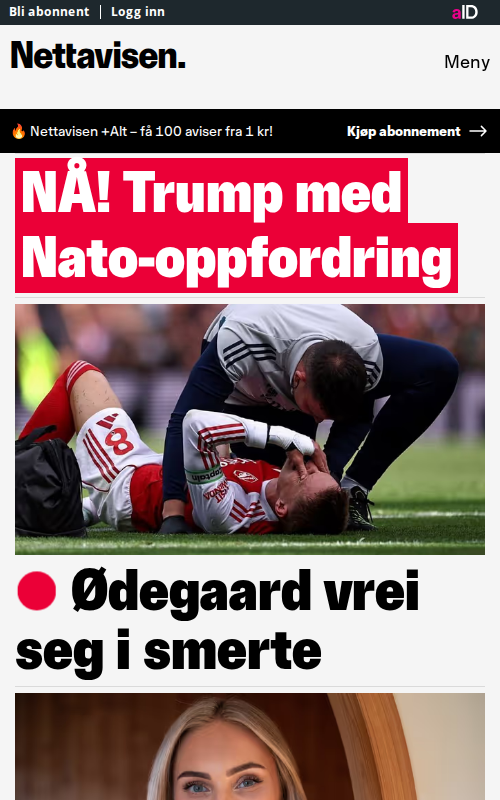 Bli abonnent | Logg inn
aID
Nettavisen.
Meny
🔥 Nettavisen +Alt – få 100 aviser fra 1 kr!
Kjøp abonnement →
NÅ! Trump med
Nato-oppfordring
8
captain
Ødegaard vrei
seg i smerte